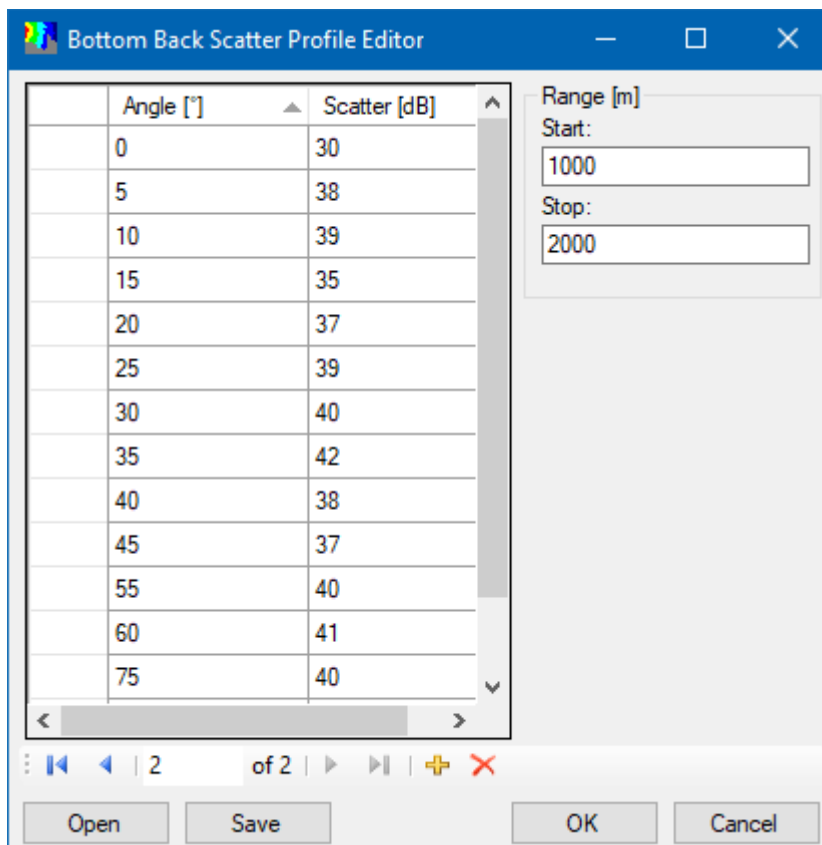 Bottom Back Scatter Profile Editor
Angle [°] Scatter [dB]
0 30
5 38
10 39
15 35
20 37
25 39
30 40
35 42
40 38
45 37
55 40
60 41
75 40
Range [m]
Start:
1000
Stop:
2000
2 of 2
Open Save OK Cancel